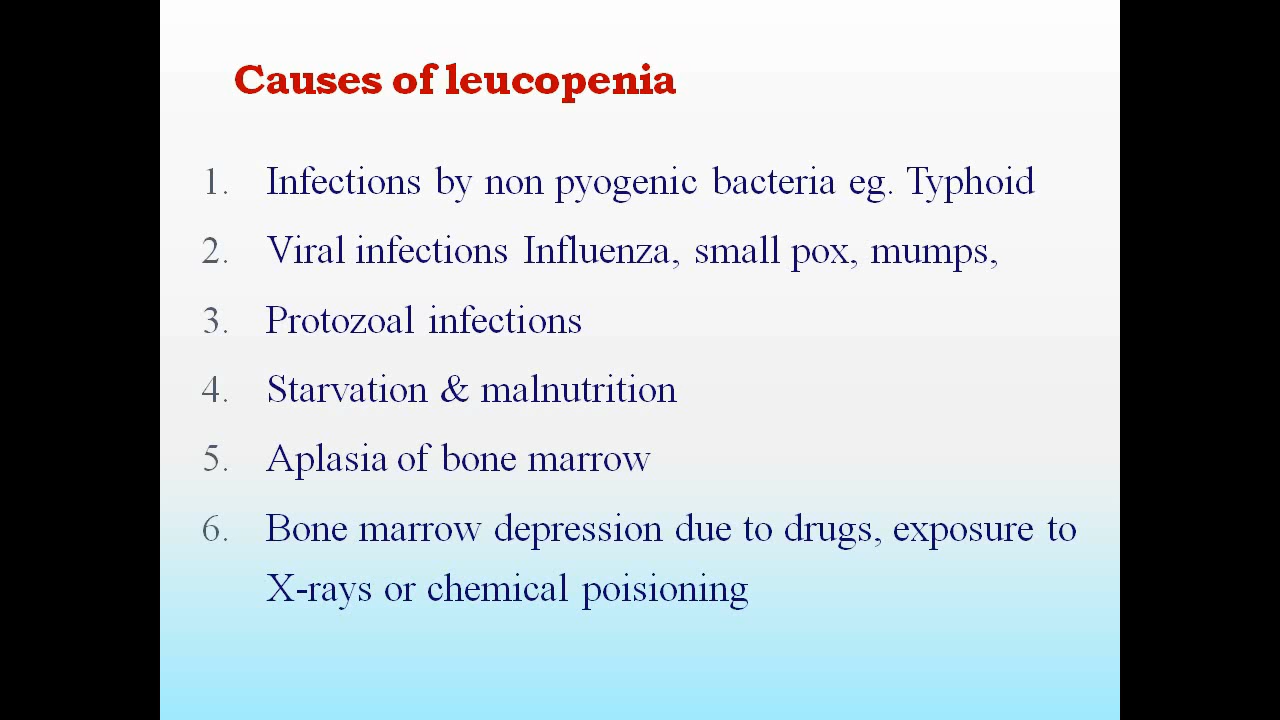 Causes of leucopenia
1. Infections by non pyogenic bacteria eg. Typhoid
2. Viral infections Influenza, small pox, mumps,
3. Protozoal infections
4. Starvation & malnutrition
5. Aplasia of bone marrow
6. Bone marrow depression due to drugs, exposure to
X-rays or chemical poisioning